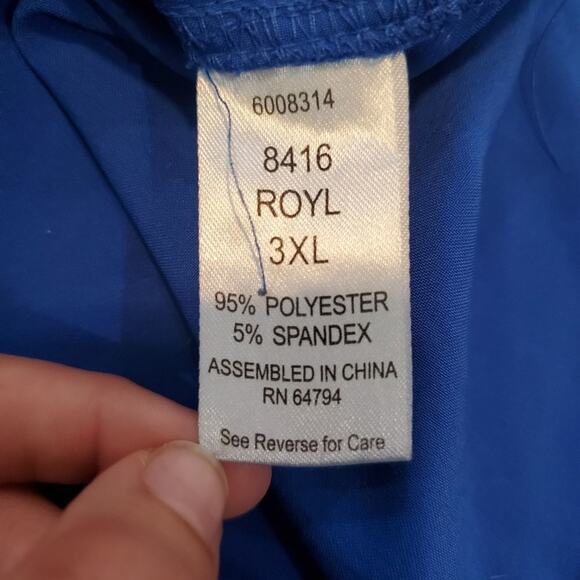 6008314
8416
ROYL
3XL
95% POLYESTER
5% SPANDEX
ASSEMBLED IN CHINA
RN 64794
See Reverse for Care